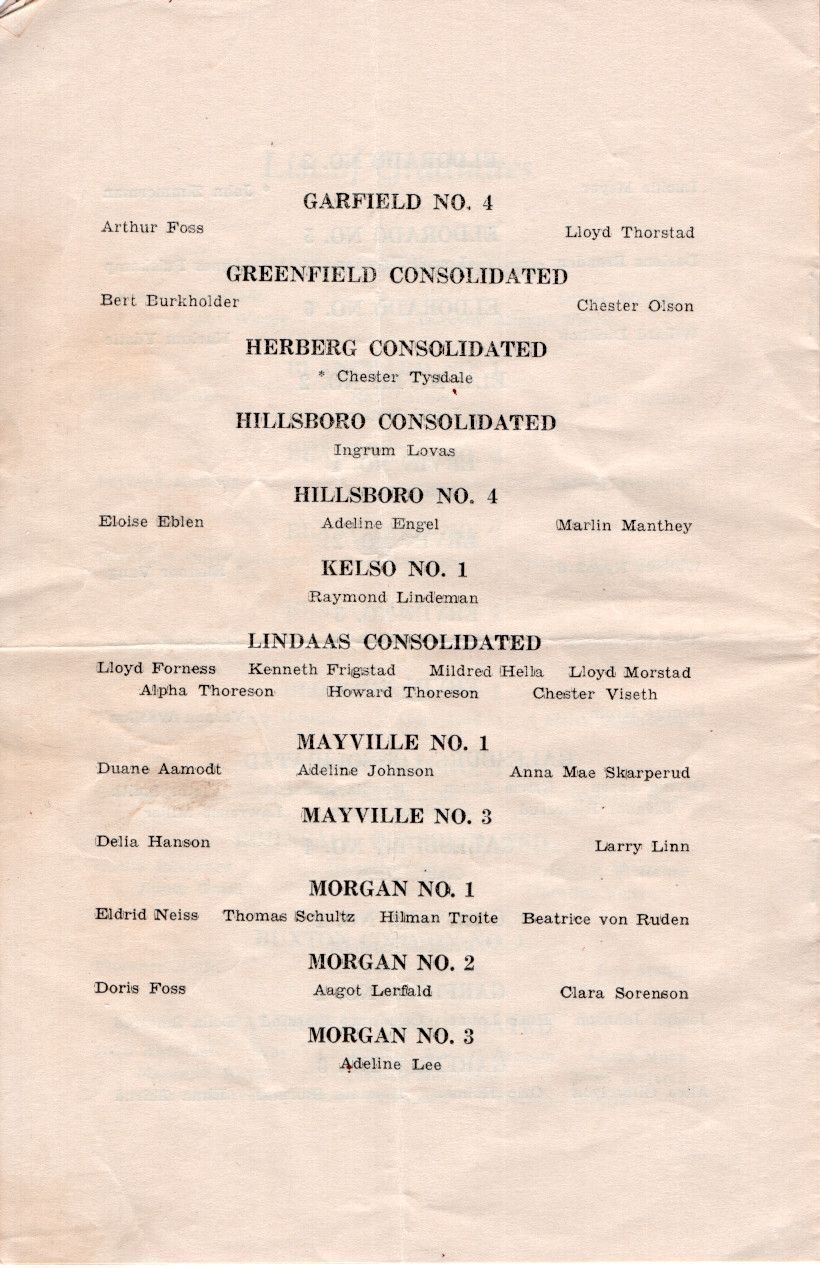 GARFIELD NO. 4
Arthur Foss Lloyd Thorstad
GREENFIELD CONSOLIDATED
Bert Burkholder Chester Olson
HERBERG CONSOLIDATED
* Chester Tysdale
HILLSBORO CONSOLIDATED
Ingrum Lovas
HILLSBORO NO. 4
Eloise Eblen Adeline Engel Marlin Manthey
KELSO NO. 1
Raymond Lindeman
LINDAAS CONSOLIDATED
Lloyd Forness Kenneth Frigstad Mildred Hella Lloyd Morstad
Alpha Thoreson Howard Thoreson Chester Viseth
MAYVILLE NO. 1
Duane Aamodt Adeline Johnson Anna Mae Skarperud
MAYVILLE NO. 3
Delia Hanson Larry Linn
MORGAN NO. 1
Eldrid Neiss Thomas Schultz Hilman Troite Beatrice von Ruden
MORGAN NO. 2
Doris Foss Aagot Lerfald Clara Sorenson
MORGAN NO. 3
Adeline Lee